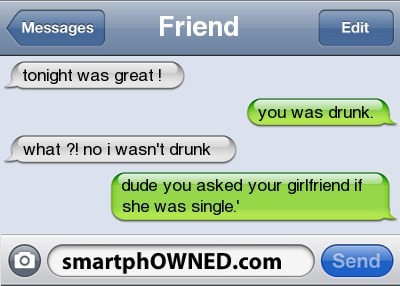 Messages
Friend
Edit
tonight was great !
you was drunk.
what ?! no i wasn't drunk
dude you asked your girlfriend if
she was single.'
smartphOWNED.com
Send